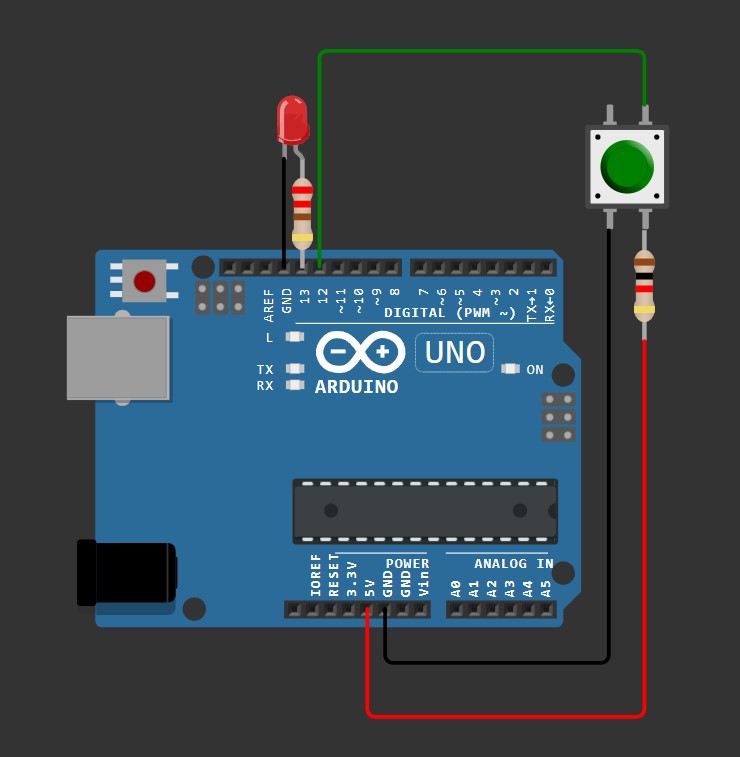 AREF
GND
13
12
~11
~10
~9
8
7
~6
~5
4
~3
2
TX→1
RX←0
DIGITAL (PWM ~)
L
TX
RX
UNO
ON
ARDUINO
POWER
ANALOG IN
IOREF
RESET
3.3V
5V
GND
GND
Vin
A0
A1
A2
A3
A4
A5